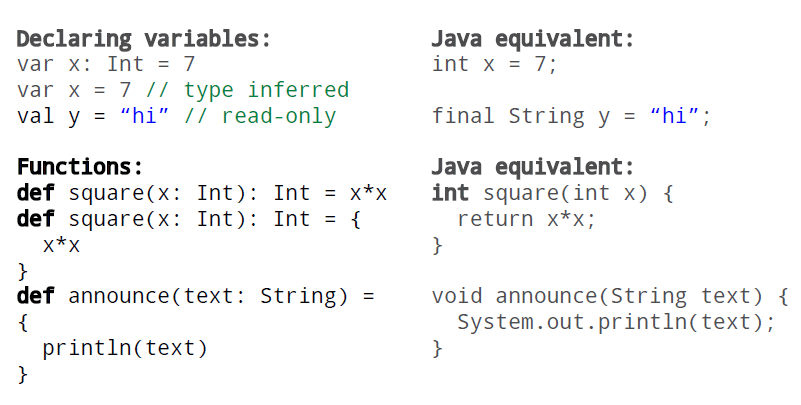 Declaring variables:
var x: Int = 7
var x = 7 // type inferred
val y = “hi” // read-only
Functions:
def square(x: Int): Int = x*x
def square(x: Int): Int = {
  x*x
}
def announce(text: String) =
{
  println(text)
}
Java equivalent:
int x = 7;
final String y = “hi”;
Java equivalent:
int square(int x) {
  return x*x;
}
void announce(String text) {
  System.out.println(text);
}